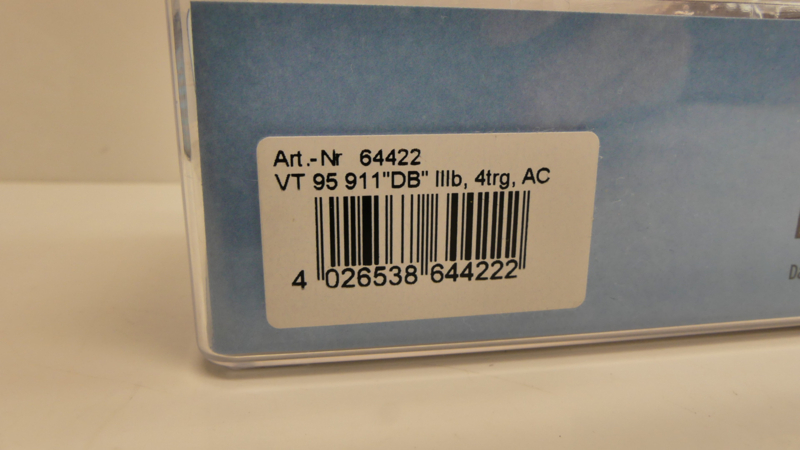 Art.-Nr 64422
VT 95 911"DB" IIIb, 4trg, AC
4 026538 644222